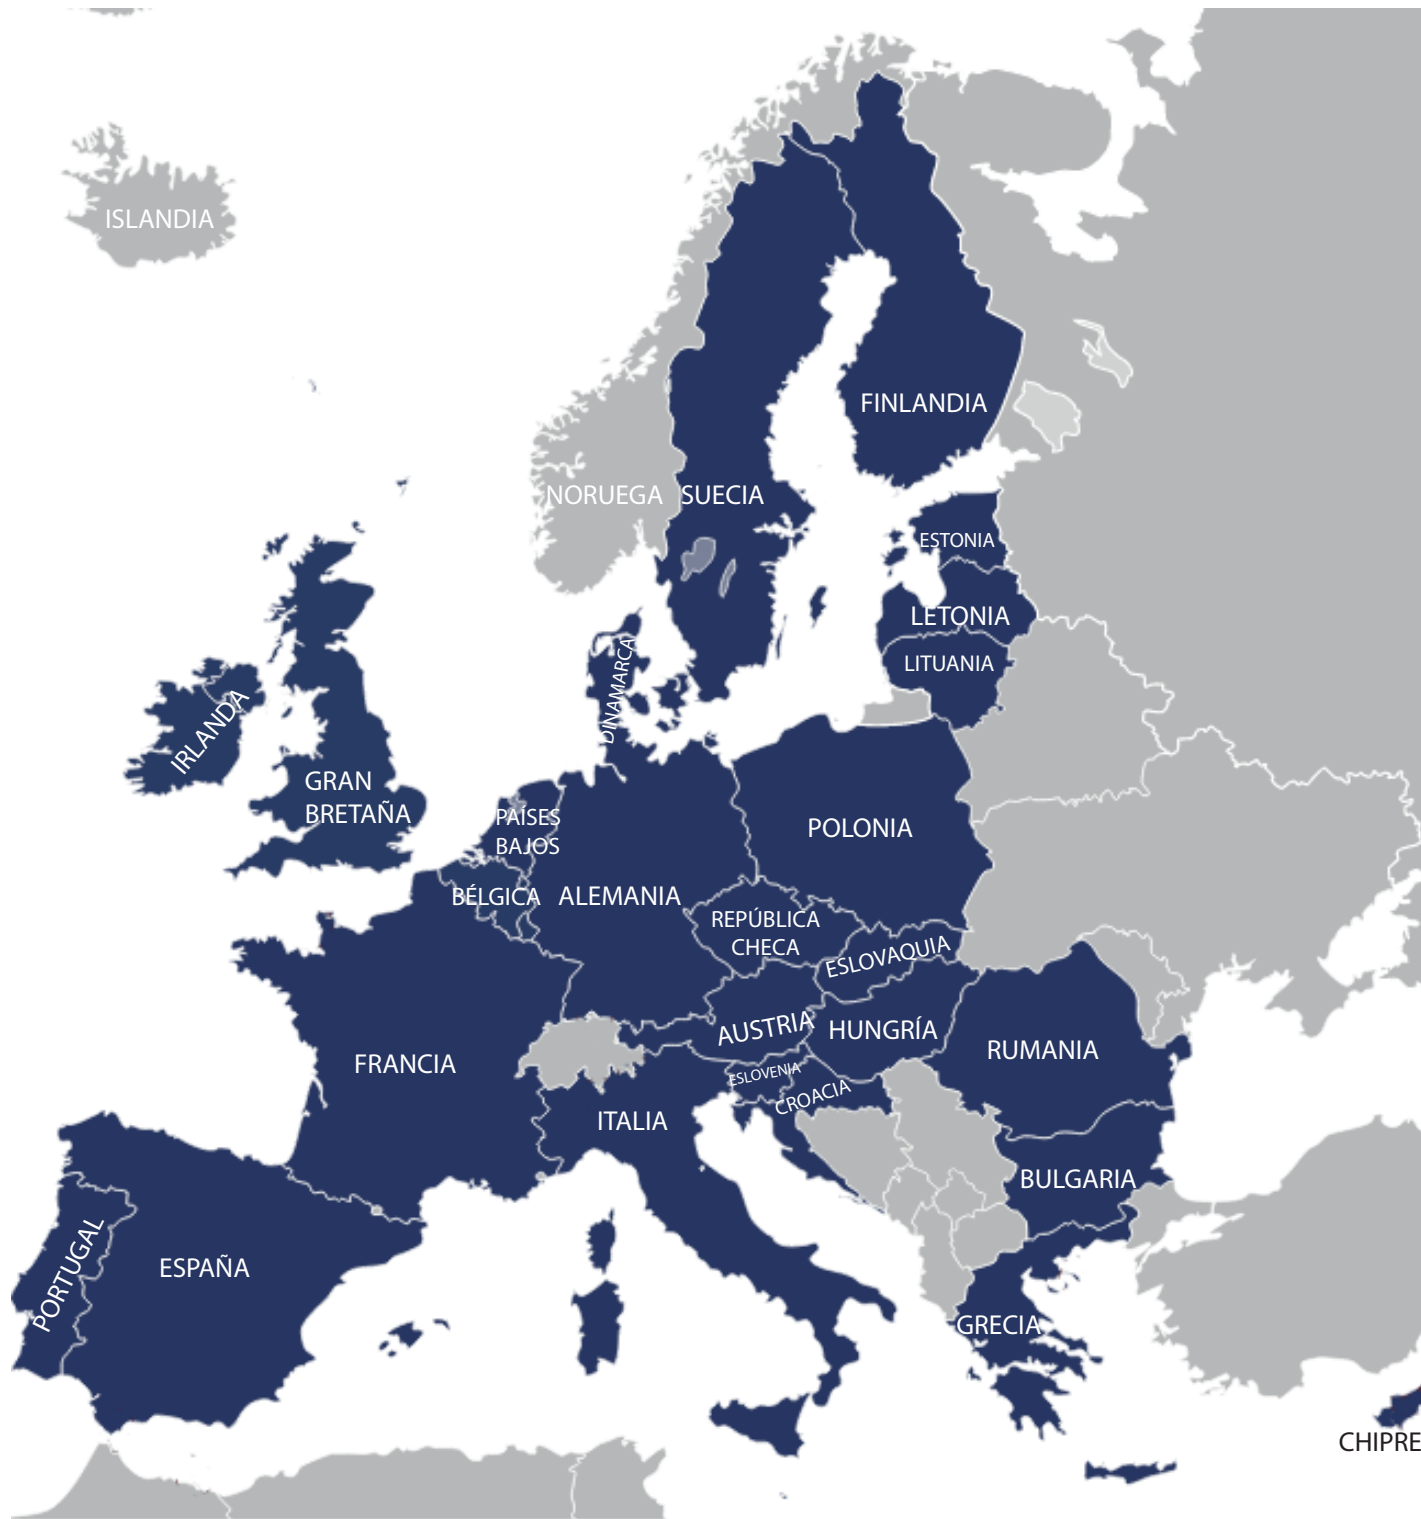 ISLANDIA
FINLANDIA
NORUEGA
SUECIA
ESTONIA
LETONIA
LITUANIA
DINAMARCA
IRLANDA
GRAN
BRETAÑA
PAÍSES
BAJOS
POLONIA
BÉLGICA
ALEMANIA
REPÚBLICA
CHECA
ESLOVAQUIA
AUSTRIA
HUNGRÍA
RUMANIA
FRANCIA
ESLOVENIA
CROACIA
ITALIA
BULGARIA
PORTUGAL
ESPAÑA
GRECIA
CHIPRE